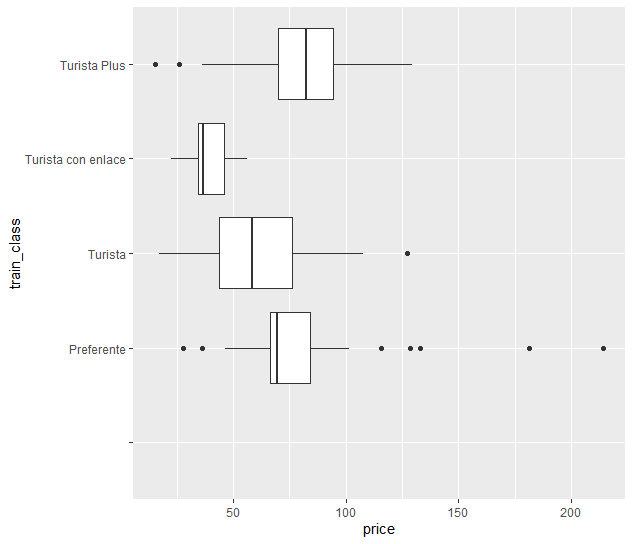 Turista Plus
Turista con enlace
Turista
Preferente
train_class
50 100 150 200
price